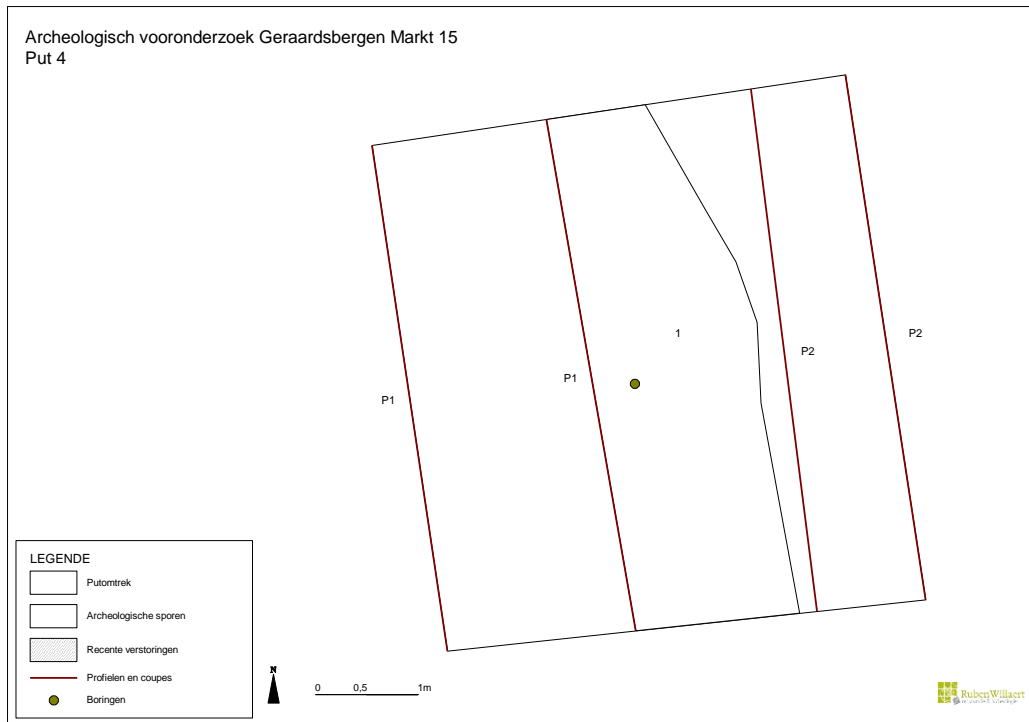 Archeologisch vooronderzoek Geraardsbergen Markt 15
Put 4
1
P2
P2
P1
P1
LEGENDE
Putomtrek
Archeologische sporen
Recente verstoringen
Profielen en coupes
Boringen
N
0 0,5 1m
RubenWillaert